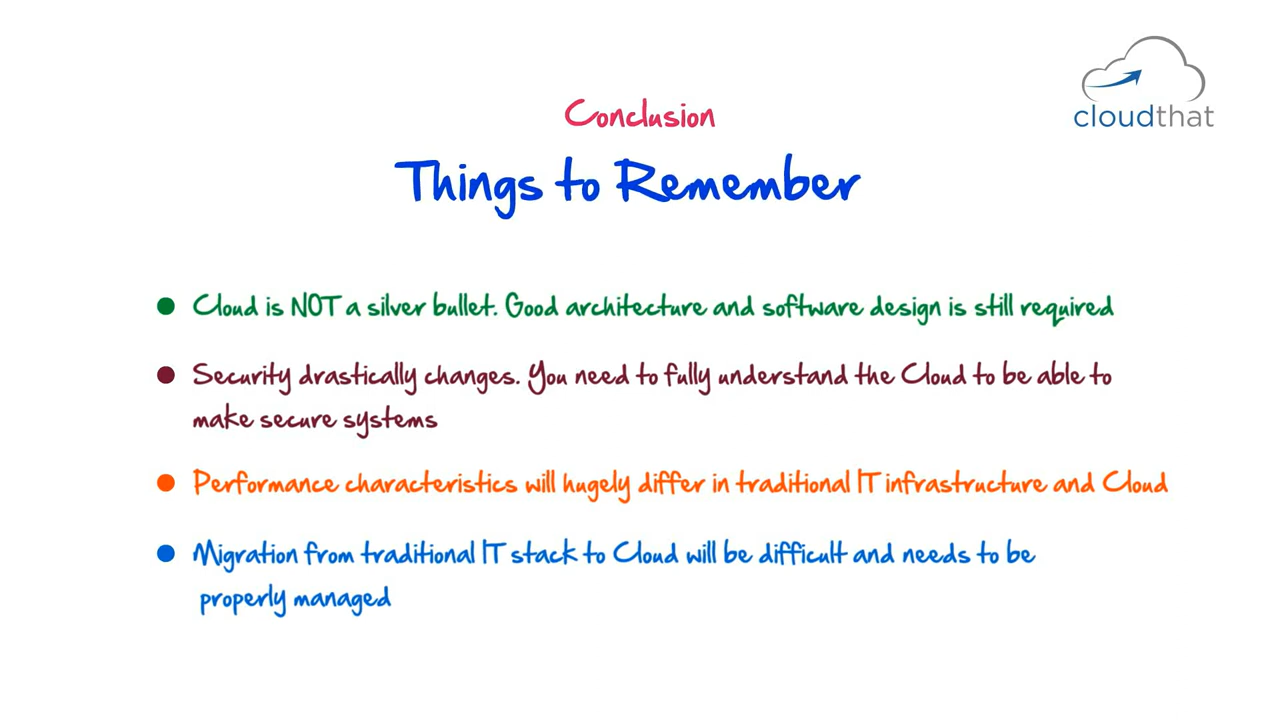 cloudthat
Conclusion
Things to Remember
Cloud is NOT a silver bullet. Good architecture and software design is still required
Security drastically changes. You need to fully understand the Cloud to be able to
make secure systems
Performance characteristics will hugely differ in traditional IT infrastructure and Cloud
Migration from traditional IT stack to Cloud will be difficult and needs to be
properly managed